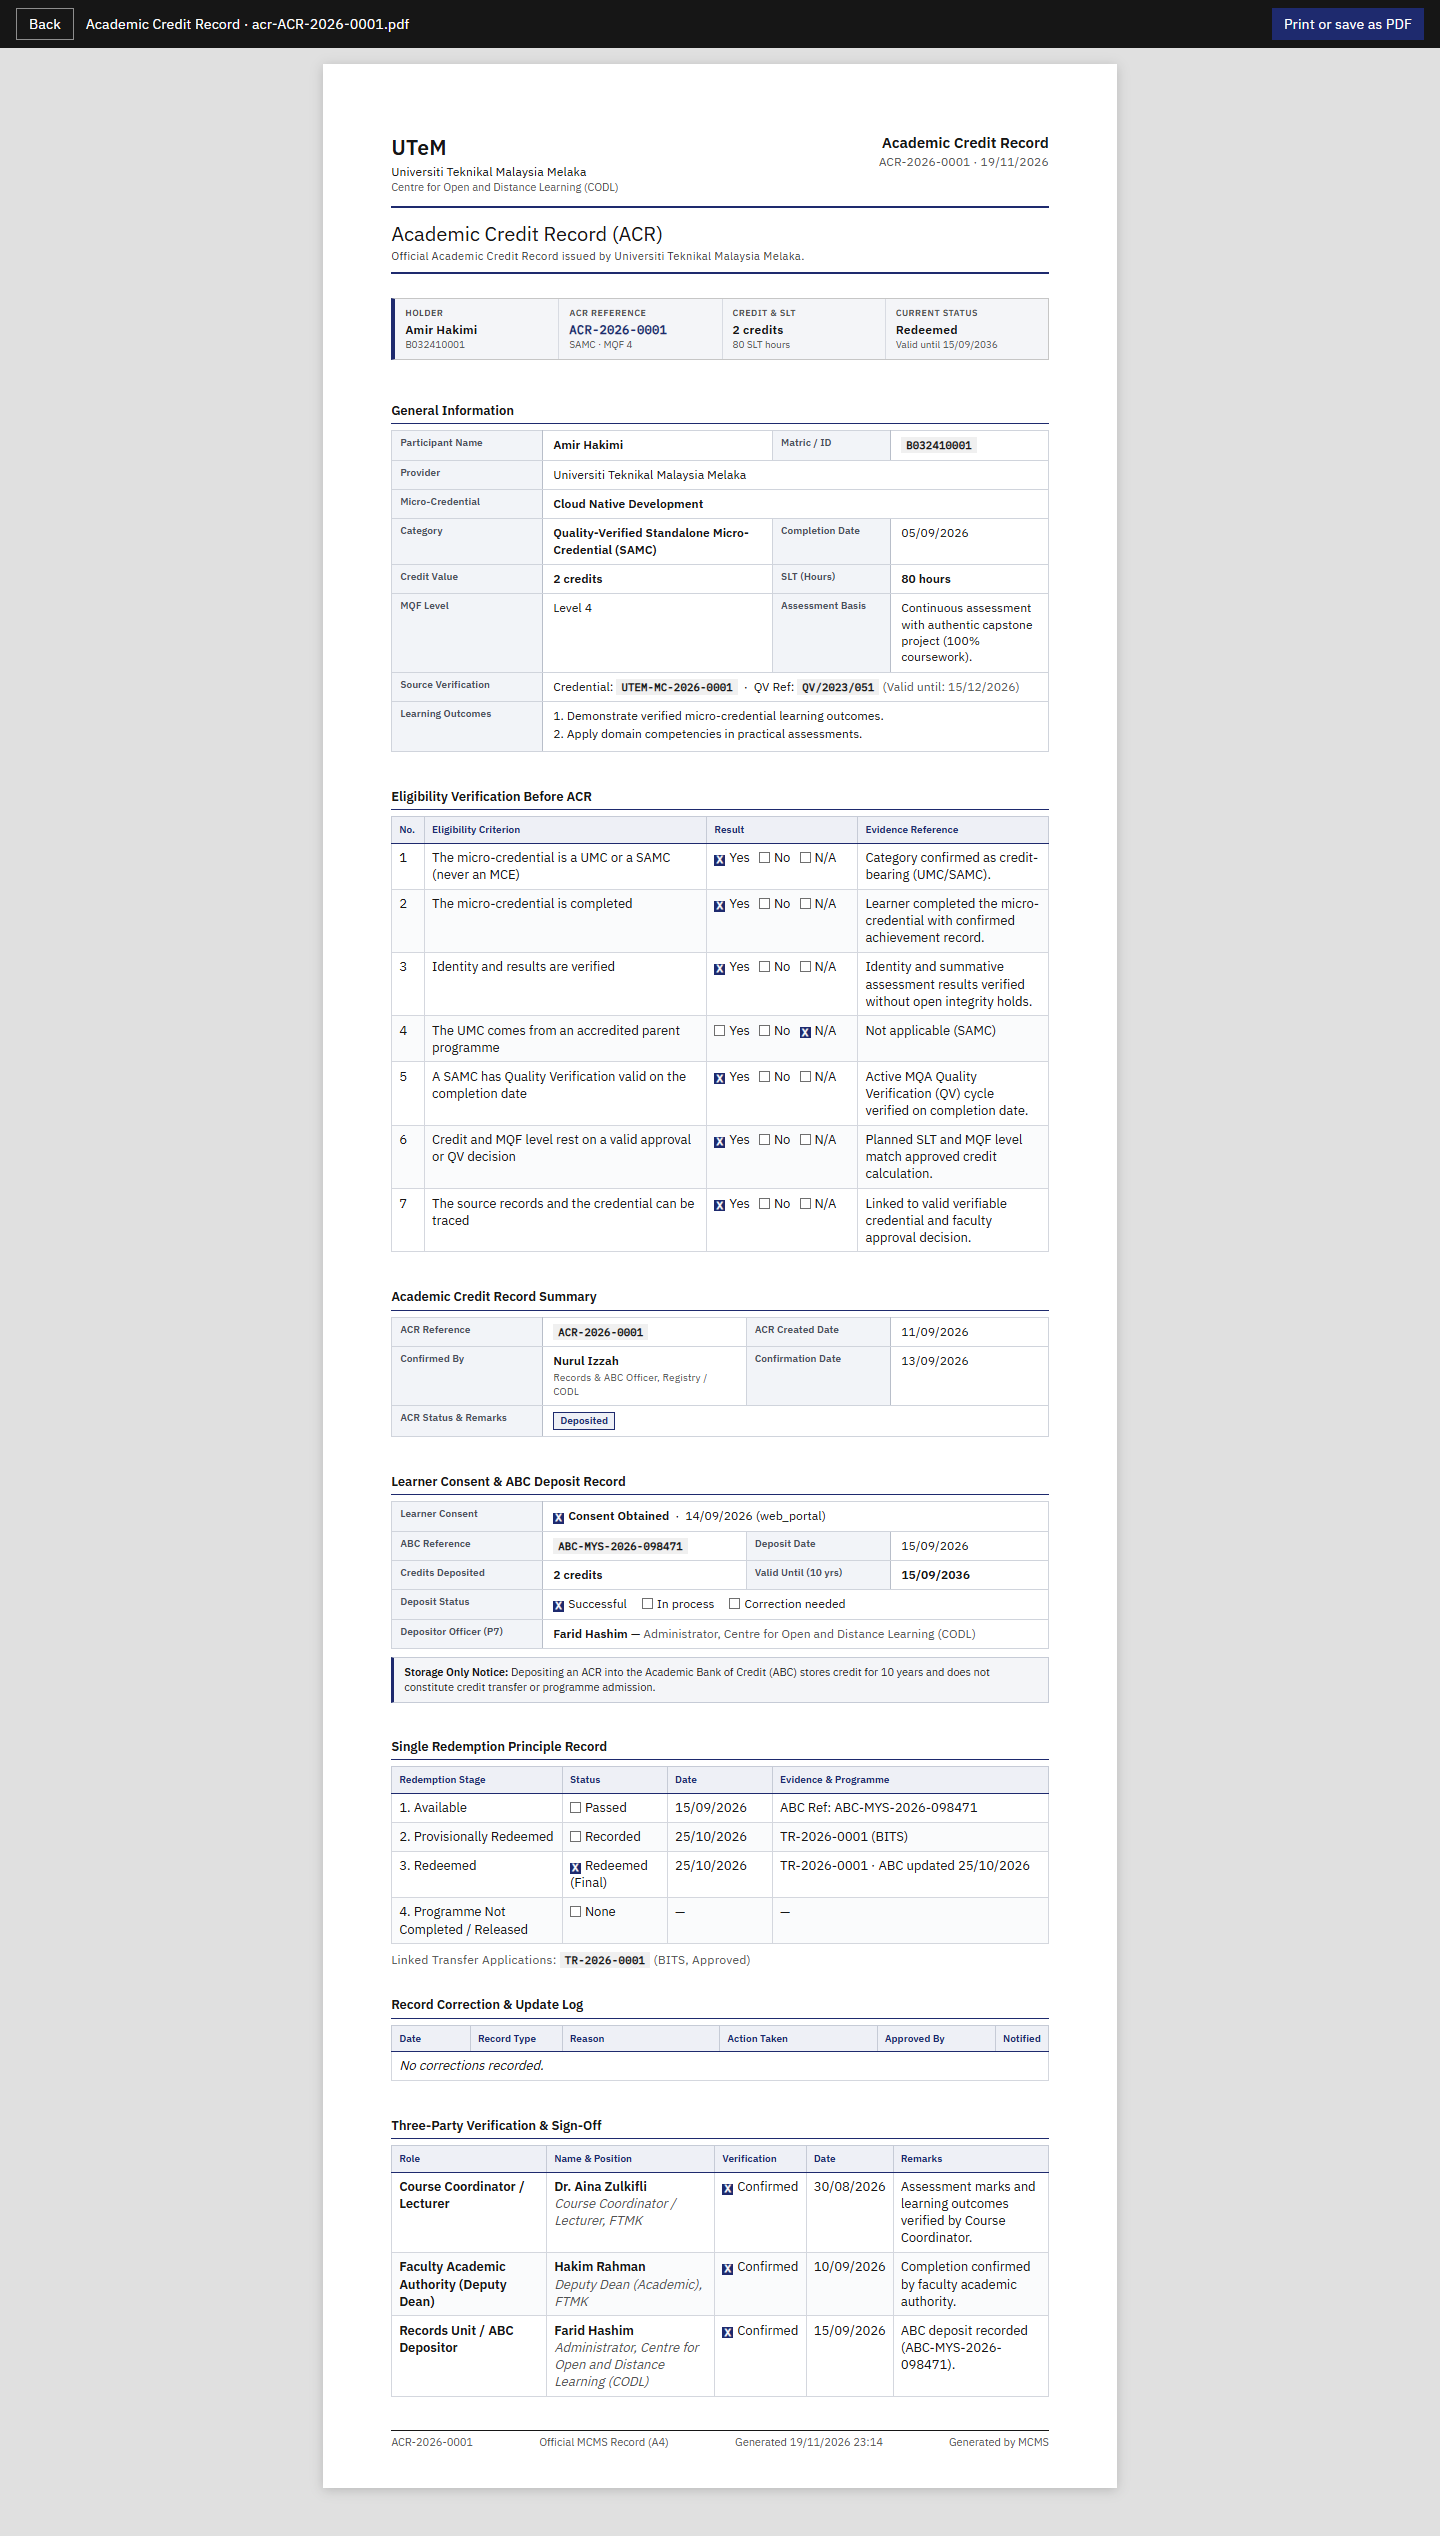 Back
Academic Credit Record · acr-ACR-2026-0001.pdf
Print or save as PDF
UTeM
Universiti Teknikal Malaysia Melaka
Centre for Open and Distance Learning (CODL)
Academic Credit Record
ACR-2026-0001 · 19/11/2026
Academic Credit Record (ACR)
Official Academic Credit Record issued by Universiti Teknikal Malaysia Melaka.
HOLDER
Amir Hakimi
B032410001
ACR REFERENCE
ACR-2026-0001
SAMC · MQF 4
CREDIT & SLT
2 credits
80 SLT hours
CURRENT STATUS
Redeemed
Valid until 15/09/2036
General Information
Participant Name
Amir Hakimi
Matric / ID
B032410001
Provider
Universiti Teknikal Malaysia Melaka
Micro-Credential
Cloud Native Development
Category
Quality-Verified Standalone Micro-
Credential (SAMC)
Completion Date
05/09/2026
Credit Value
2 credits
SLT (Hours)
80 hours
MQF Level
Level 4
Assessment Basis
Continuous assessment
with authentic capstone
project (100%
coursework).
Source Verification
Credential: UTEM-MC-2026-0001 · QV Ref: QV/2023/051 (Valid until: 15/12/2026)
Learning Outcomes
1. Demonstrate verified micro-credential learning outcomes.
2. Apply domain competencies in practical assessments.
Eligibility Verification Before ACR
No. Eligibility Criterion Result Evidence Reference
1
The micro-credential is a UMC or a SAMC
(never an MCE)
X Yes No N/A
Category confirmed as credit-
bearing (UMC/SAMC).
2
The micro-credential is completed
X Yes No N/A
Learner completed the micro-
credential with confirmed
achievement record.
3
Identity and results are verified
X Yes No N/A
Identity and summative
assessment results verified
without open integrity holds.
4
The UMC comes from an accredited parent
programme
Yes No X N/A
Not applicable (SAMC)
5
A SAMC has Quality Verification valid on the
completion date
X Yes No N/A
Active MQA Quality
Verification (QV) cycle
verified on completion date.
6
Credit and MQF level rest on a valid approval
or QV decision
X Yes No N/A
Planned SLT and MQF level
match approved credit
calculation.
7
The source records and the credential can be
traced
X Yes No N/A
Linked to valid verifiable
credential and faculty
approval decision.
Academic Credit Record Summary
ACR Reference
ACR-2026-0001
ACR Created Date
11/09/2026
Confirmed By
Nurul Izzah
Records & ABC Officer, Registry /
CODL
Confirmation Date
13/09/2026
ACR Status & Remarks
Deposited
Learner Consent & ABC Deposit Record
Learner Consent
X Consent Obtained · 14/09/2026 (web_portal)
ABC Reference
ABC-MYS-2026-098471
Deposit Date
15/09/2026
Credits Deposited
2 credits
Valid Until (10 yrs)
15/09/2036
Deposit Status
X Successful In process Correction needed
Depositor Officer (P7)
Farid Hashim — Administrator, Centre for Open and Distance Learning (CODL)
Storage Only Notice: Depositing an ACR into the Academic Bank of Credit (ABC) stores credit for 10 years and does not
constitute credit transfer or programme admission.
Single Redemption Principle Record
Redemption Stage Status Date Evidence & Programme
1. Available
Passed
15/09/2026
ABC Ref: ABC-MYS-2026-098471
2. Provisionally Redeemed
Recorded
25/10/2026
TR-2026-0001 (BITS)
3. Redeemed
X Redeemed
(Final)
25/10/2026
TR-2026-0001 · ABC updated 25/10/2026
4. Programme Not
Completed / Released
None
—
—
Linked Transfer Applications: TR-2026-0001 (BITS, Approved)
Record Correction & Update Log
Date Record Type Reason Action Taken Approved By Notified
No corrections recorded.
Three-Party Verification & Sign-Off
Role Name & Position Verification Date Remarks
Course Coordinator /
Lecturer
Dr. Aina Zulkifli
Course Coordinator /
Lecturer, FTMK
X Confirmed
30/08/2026
Assessment marks and
learning outcomes
verified by Course
Coordinator.
Faculty Academic
Authority (Deputy
Dean)
Hakim Rahman
Deputy Dean (Academic),
FTMK
X Confirmed
10/09/2026
Completion confirmed
by faculty academic
authority.
Records Unit / ABC
Depositor
Farid Hashim
Administrator, Centre for
Open and Distance
Learning (CODL)
X Confirmed
15/09/2026
ABC deposit recorded
(ABC-MYS-2026-
098471).
ACR-2026-0001
Official MCMS Record (A4)
Generated 19/11/2026 23:14
Generated by MCMS